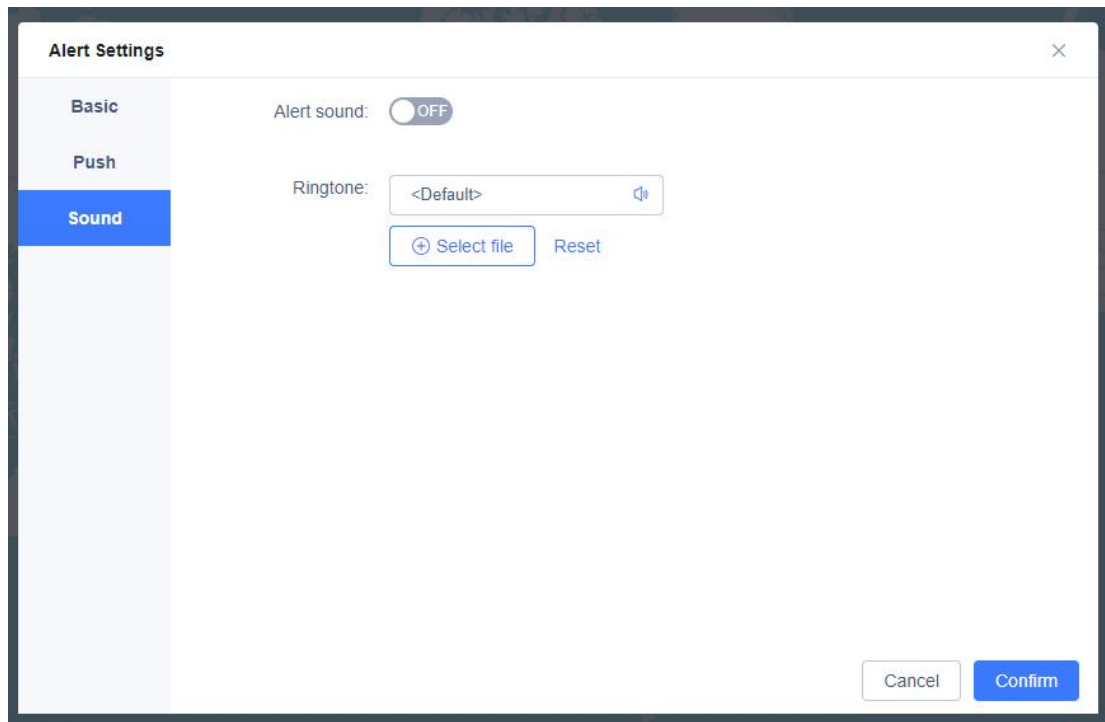 Alert Settings
Basic
Push
Sound
Alert sound: OFF
Ringtone: <Default>
Select file Reset
Cancel Confirm